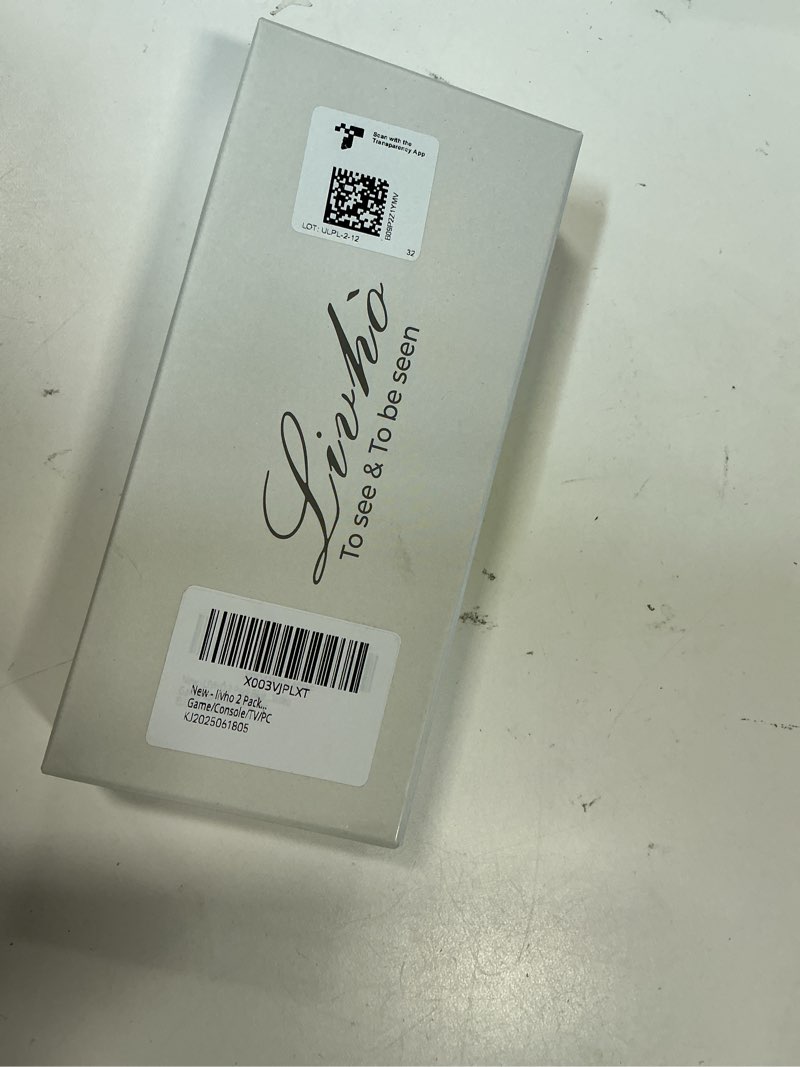 Scan with the
Transparency App
B09P2Z1YMV
LOT: ULPL-2-12
32
Livhò
To see & To be seen
X003VJPLXT
New - livho 2 Pack...
Game/Console/TV/PC
KJ2025061805